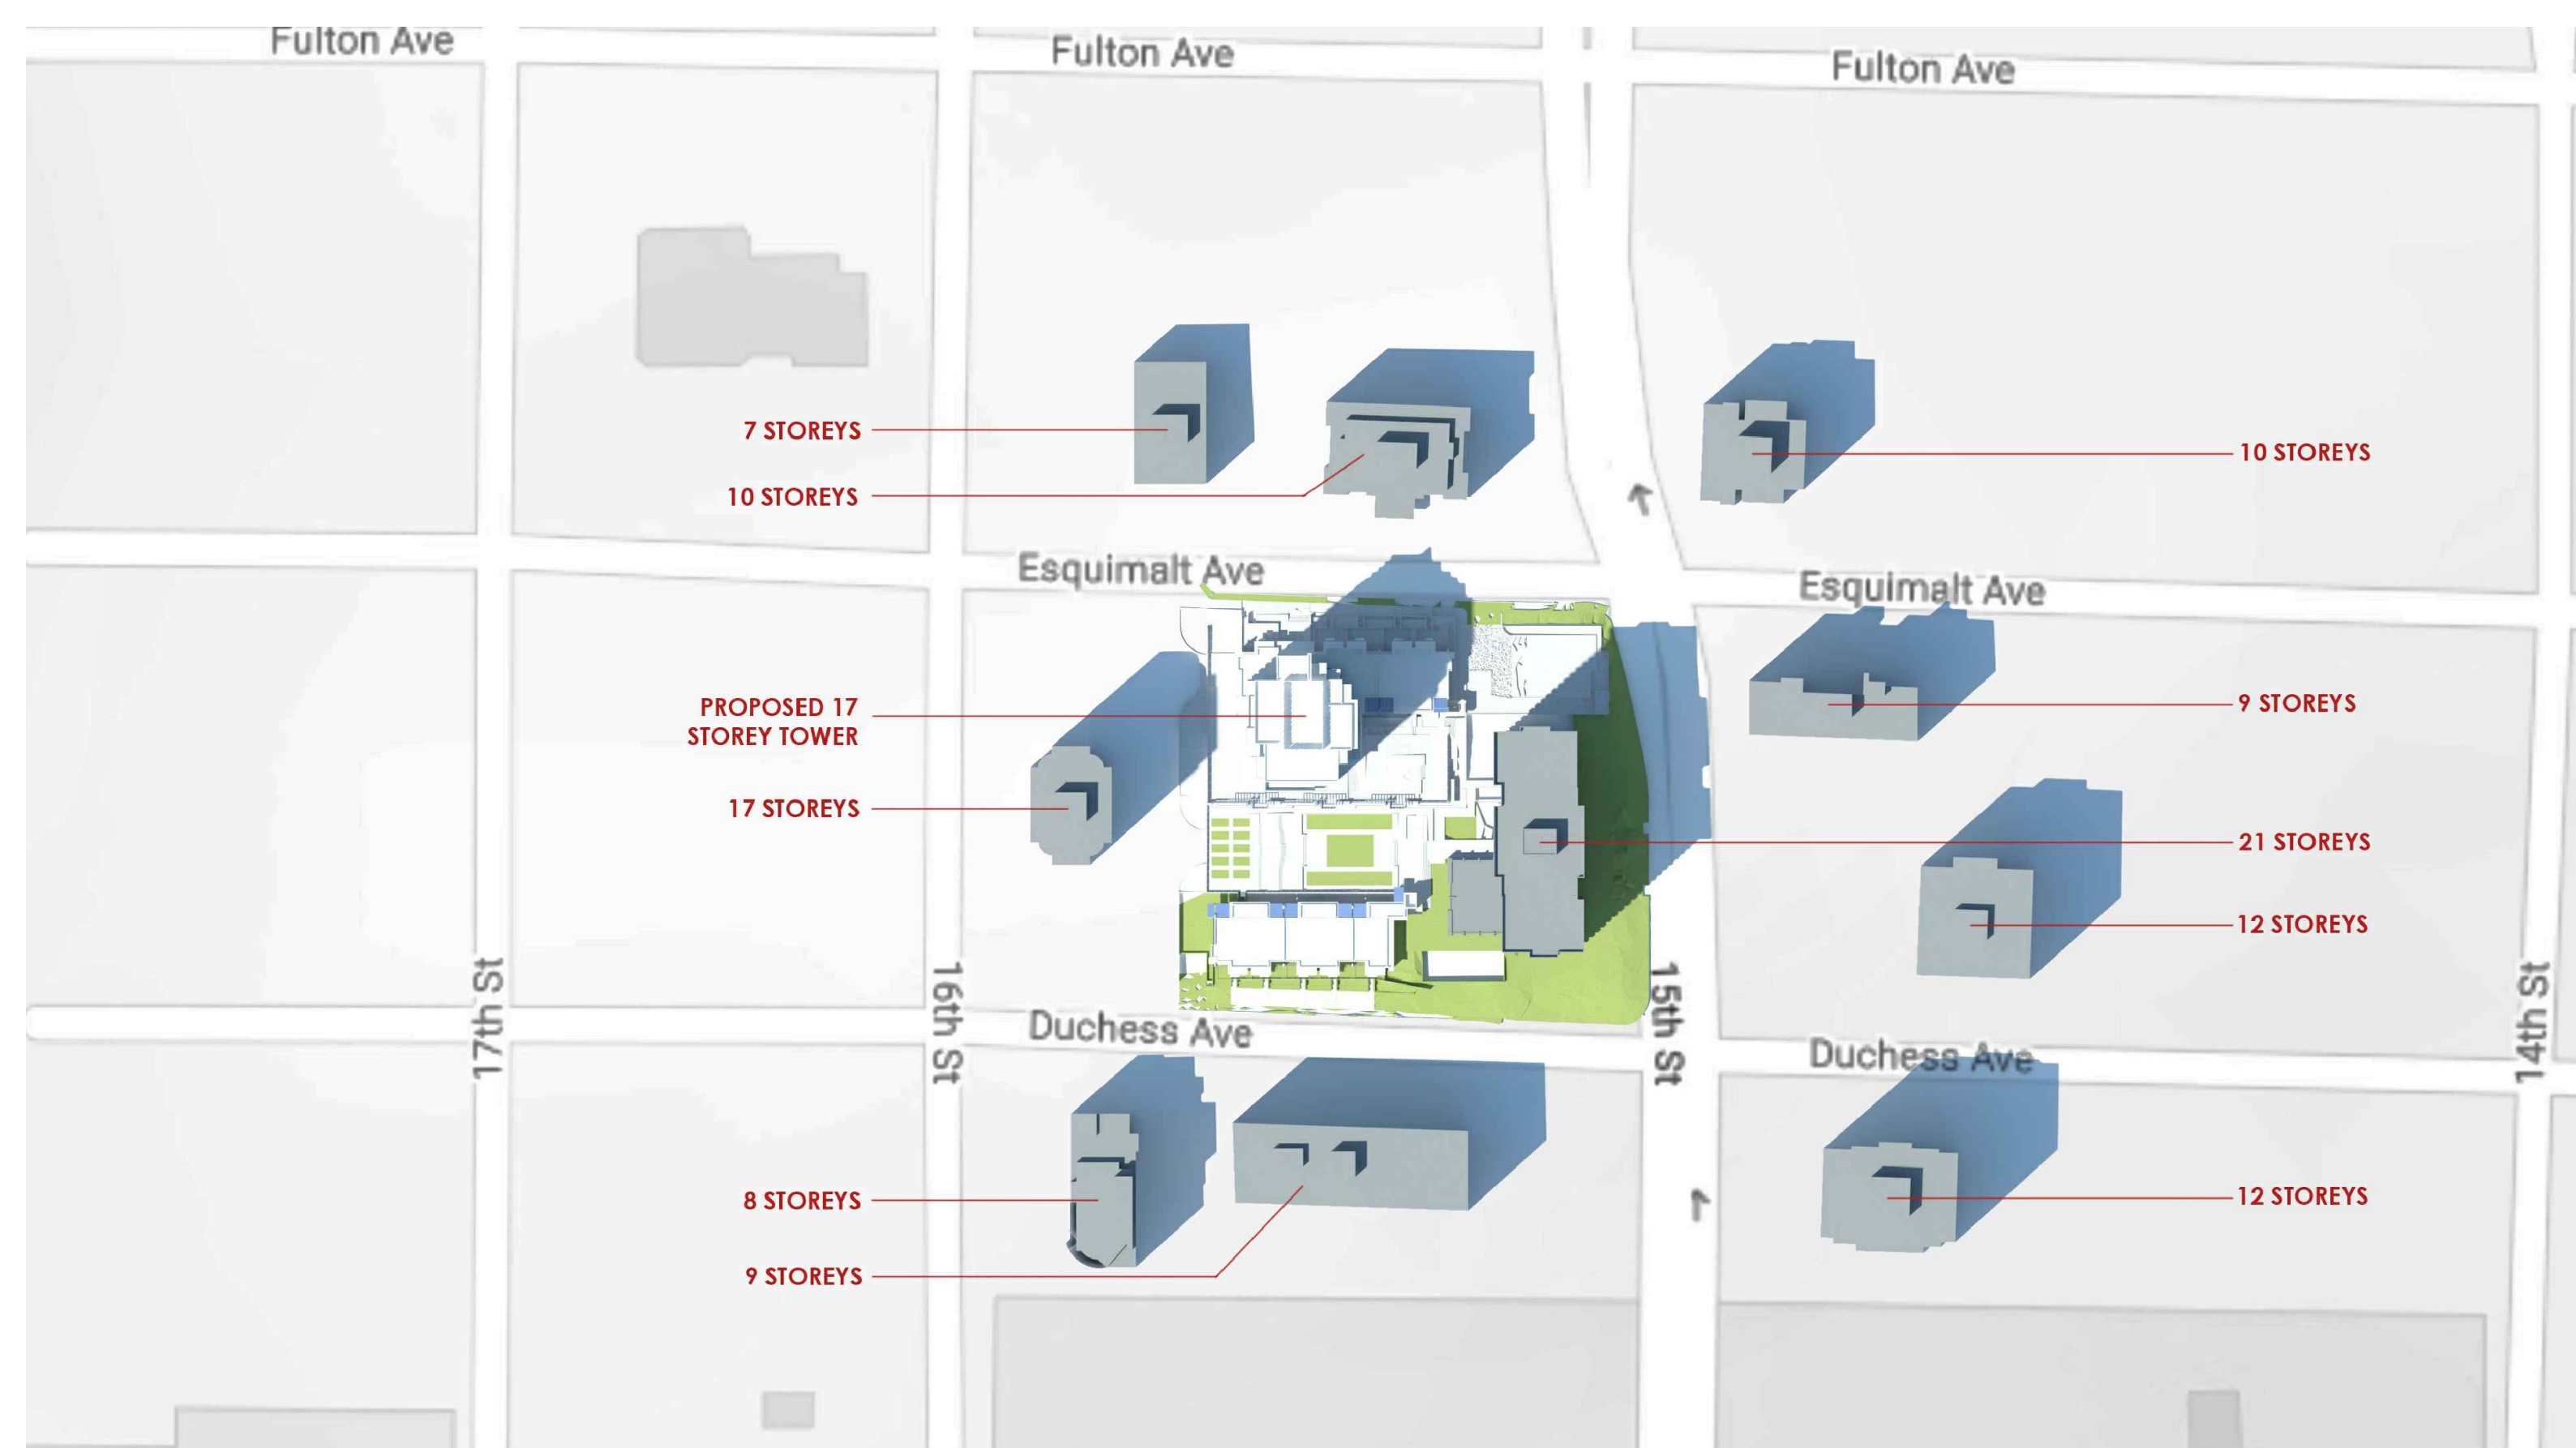 Fulton Ave
Fulton Ave
Fulton Ave
7 STOREYS
10 STOREYS
10 STOREYS
Esquimalt Ave
Esquimalt Ave
PROPOSED 17
STOREY TOWER
9 STOREYS
17 STOREYS
21 STOREYS
12 STOREYS
17th St
16th St
15th St
14th St
Duchess Ave
Duchess Ave
8 STOREYS
12 STOREYS
9 STOREYS